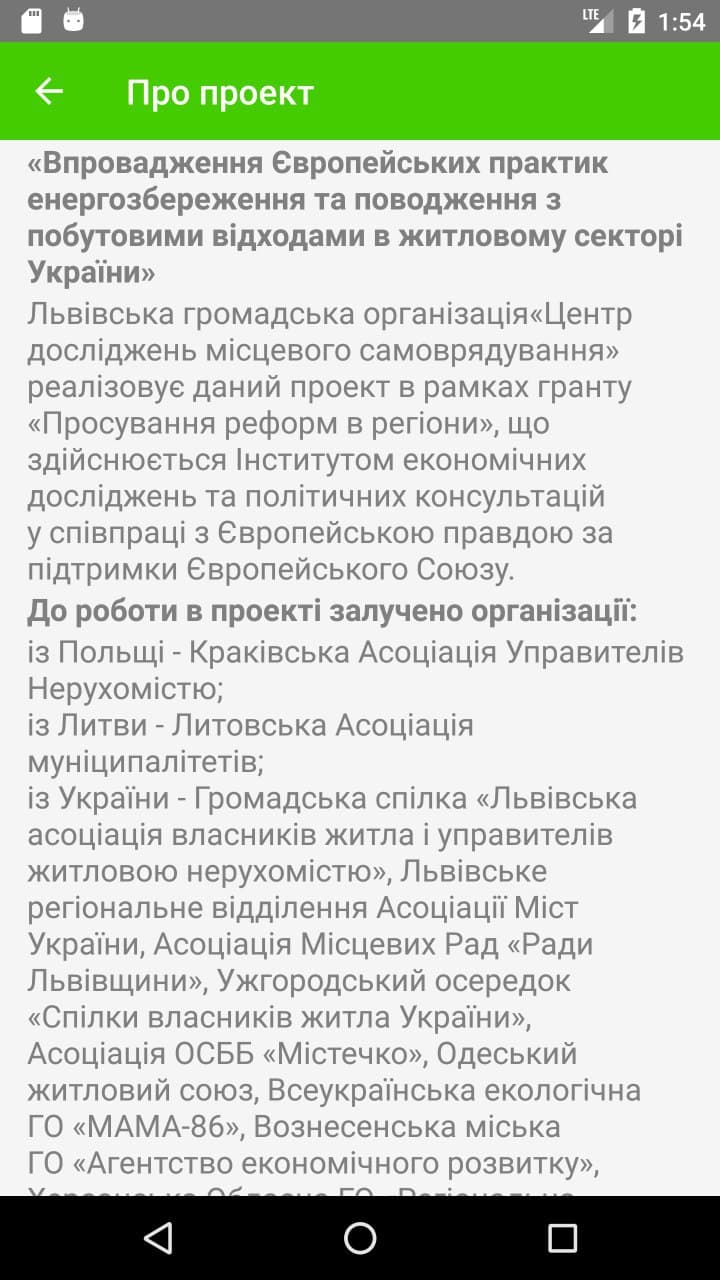 LTE 1:54
Про проект
«Впровадження Європейських практик
енергозбереження та поводження з
побутовими відходами в житловому секторі
України»
Львівська громадська організація«Центр
досліджень місцевого самоврядування»
реалізовує даний проект в рамках гранту
«Просування реформ в регіони», що
здійснюється Інститутом економічних
досліджень та політичних консультацій
у співпраці з Європейською правдою за
підтримки Європейського Союзу.
До роботи в проекті залучено організації:
із Польщі - Краківська Асоціація Управителів
Нерухомістю;
із Литви - Литовська Асоціація
муніципалітетів;
із України - Громадська спілка «Львівська
асоціація власників житла і управителів
житловою нерухомістю», Львівське
регіональне відділення Асоціації Міст
України, Асоціація Місцевих Рад «Ради
Львівщини», Ужгородський осередок
«Спілки власників житла України»,
Асоціація ОСББ «Містечко», Одеський
житловий союз, Всеукраїнська екологічна
ГО «МАМА-86», Вознесенська міська
ГО «Агентство економічного розвитку»,